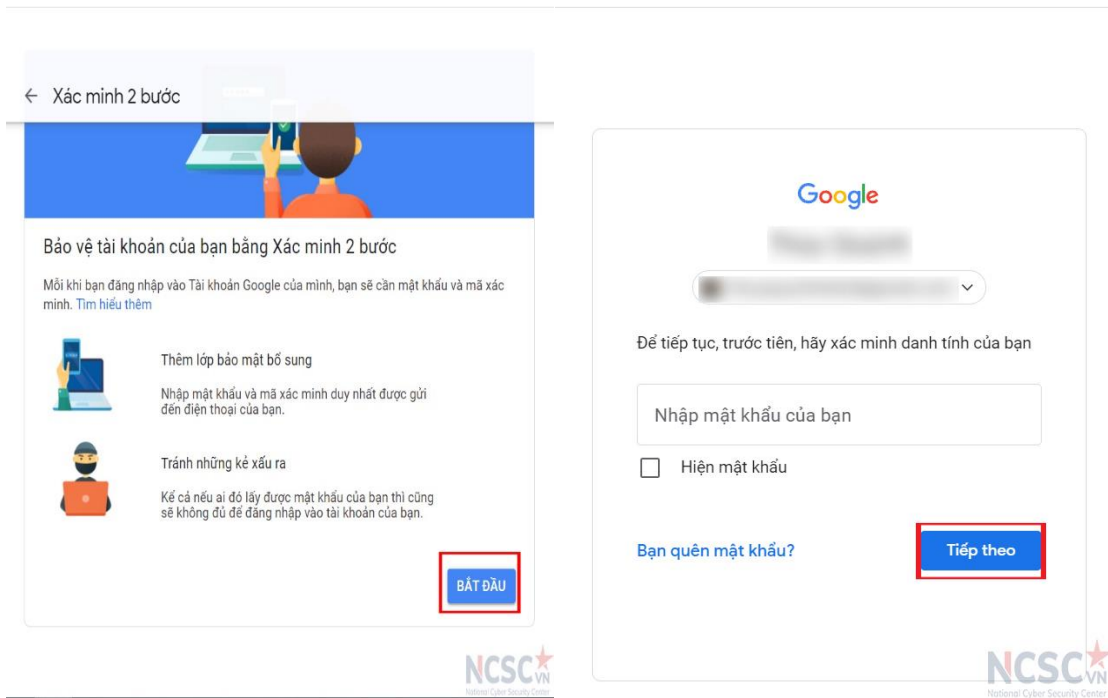 ← Xác minh 2 bước
Bảo vệ tài khoản của bạn bằng Xác minh 2 bước
Mỗi khi bạn đăng nhập vào Tài khoản Google của mình, bạn sẽ cần mật khẩu và mã xác
minh. Tìm hiểu thêm
Thêm lớp bảo mật bổ sung
Nhập mật khẩu và mã xác minh duy nhất được gửi
đến điện thoại của bạn.
Tránh những kẻ xấu ra
Kể cả nếu ai đó lấy được mật khẩu của bạn thì cũng
sẽ không đủ để đăng nhập vào tài khoản của bạn.
BẮT ĐẦU
NCSC VN
National Cyber Security Center
Google
Để tiếp tục, trước tiên, hãy xác minh danh tính của bạn
Nhập mật khẩu của bạn
Hiện mật khẩu
Bạn quên mật khẩu?
Tiếp theo
NCSC VN
National Cyber Security Center